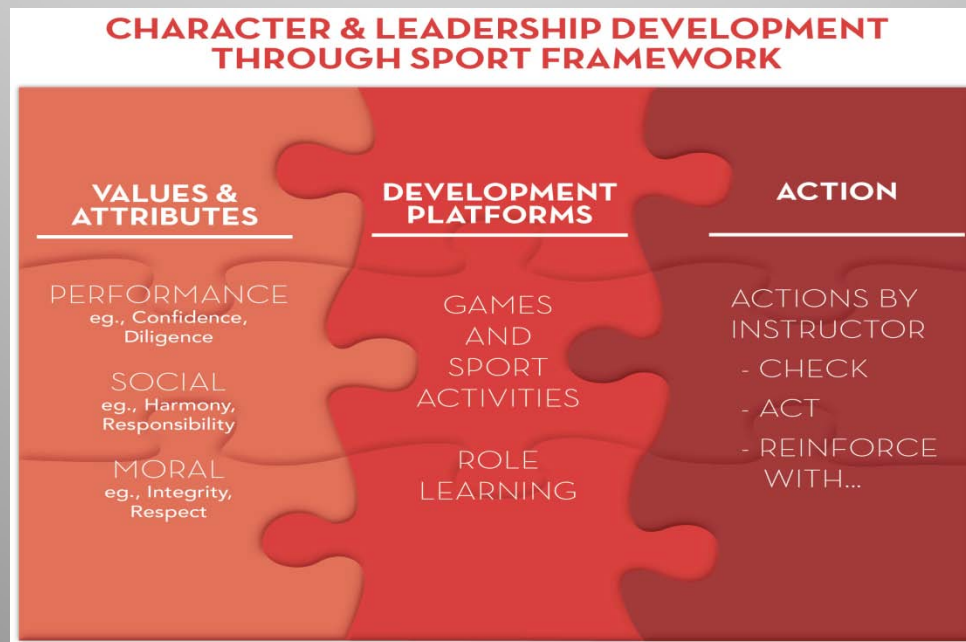 CHARACTER & LEADERSHIP DEVELOPMENT
THROUGH SPORT FRAMEWORK
VALUES &
ATTRIBUTES
PERFORMANCE
eg., Confidence,
Diligence
SOCIAL
eg., Harmony,
Responsibility
MORAL
eg., Integrity,
Respect
DEVELOPMENT
PLATFORMS
GAMES
AND
SPORT
ACTIVITIES
ROLE
LEARNING
ACTION
ACTIONS BY
INSTRUCTOR
- CHECK
- ACT
- REINFORCE
WITH...